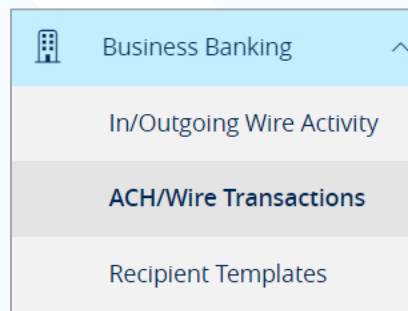 Business Banking
In/Outgoing Wire Activity
ACH/Wire Transactions
Recipient Templates